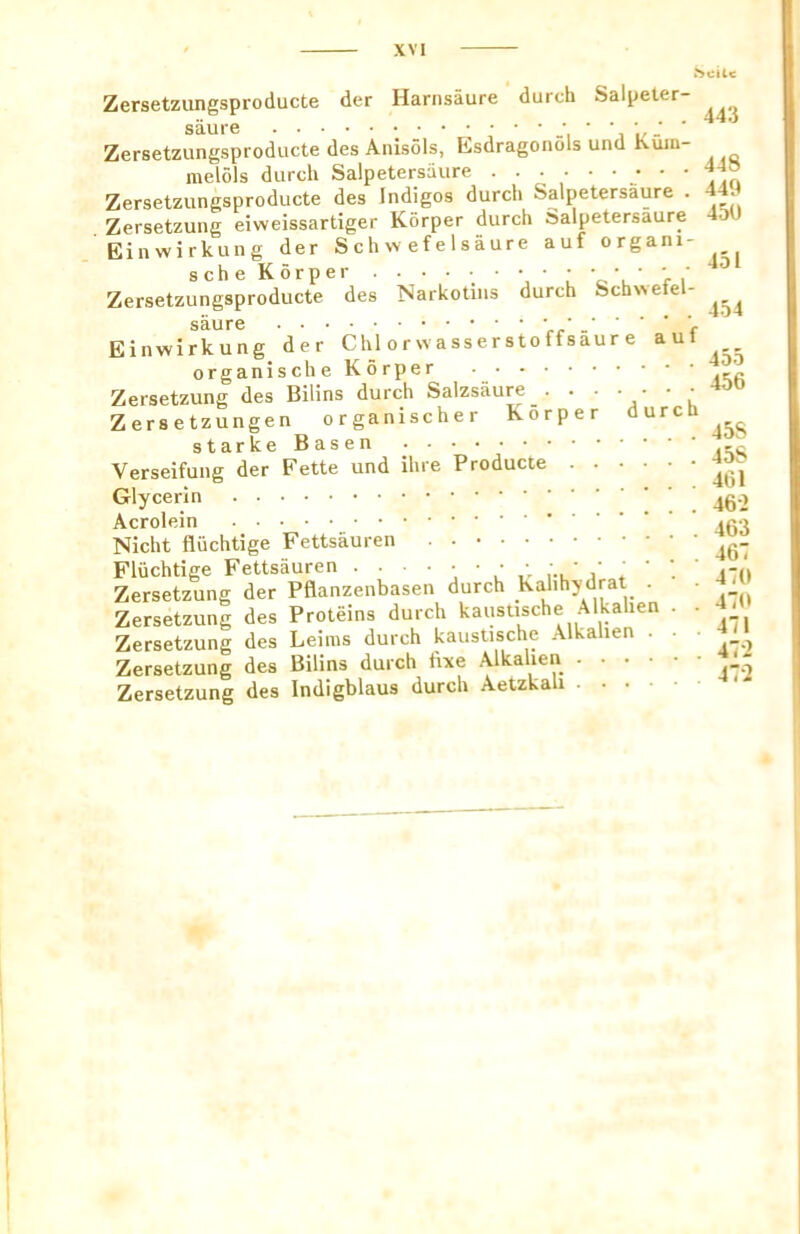 XVI
Seite
Zersetzungsproducte der Harnsäure durch Salpeter-
säure . . . . . . . . . . . . . . . . . . 443
Zersetzungsproducte des Anisöls, Esdragonöls und Küm-
melöls durch Salpetersäure . . . . . . . . . 448
Zersetzungsproducte des Indigos durch Salpetersäure . 449
Zersetzung eiweissartiger Körper durch Salpetersäure 450
Einwirkung der Schwefelsäure auf organi-
sche Körper . . . . . . . . . . . . . . 451
Zersetzungsproducte des Narkotins durch Schwefel-
säure . . . . . . . . . . . . . . . . . . 454
Einwirkung der Chlorwasserstoffsäure auf
organische Körper . . . . . . . . . . 455
Zersetzung des Bilins durch Salzsäure . . . . . . . 456
Zersetzungen organischer Körper durch
starke Basen . . . . . . . . . . . . . 458
Verseifung der Fette und ihre Producte . . . . . . 458
Glycerin . . . . . . . . . . . . . . . . . . . . 461
Acrolein . . . . . . . . . . . . . . . . . . . . 462
Nicht flüchtige Fettsäuren . . . . . . . . . . . . 463
Flüchtige Fettsäuren . . . . . . . . . . . . . . . 467
Zersetzung der Pflanzenbasen durch Kalihydrat . . 470
Zersetzung des Protëins durch kaustische Alkalien . . 470
Zersetzung des Leims durch kaustische Alkalien . . . 471
Zersetzung des Bilins durch fixe Alkalien . . . . . . 472
Zersetzung des Indigblaus durch Aetzkali . . . . . 472